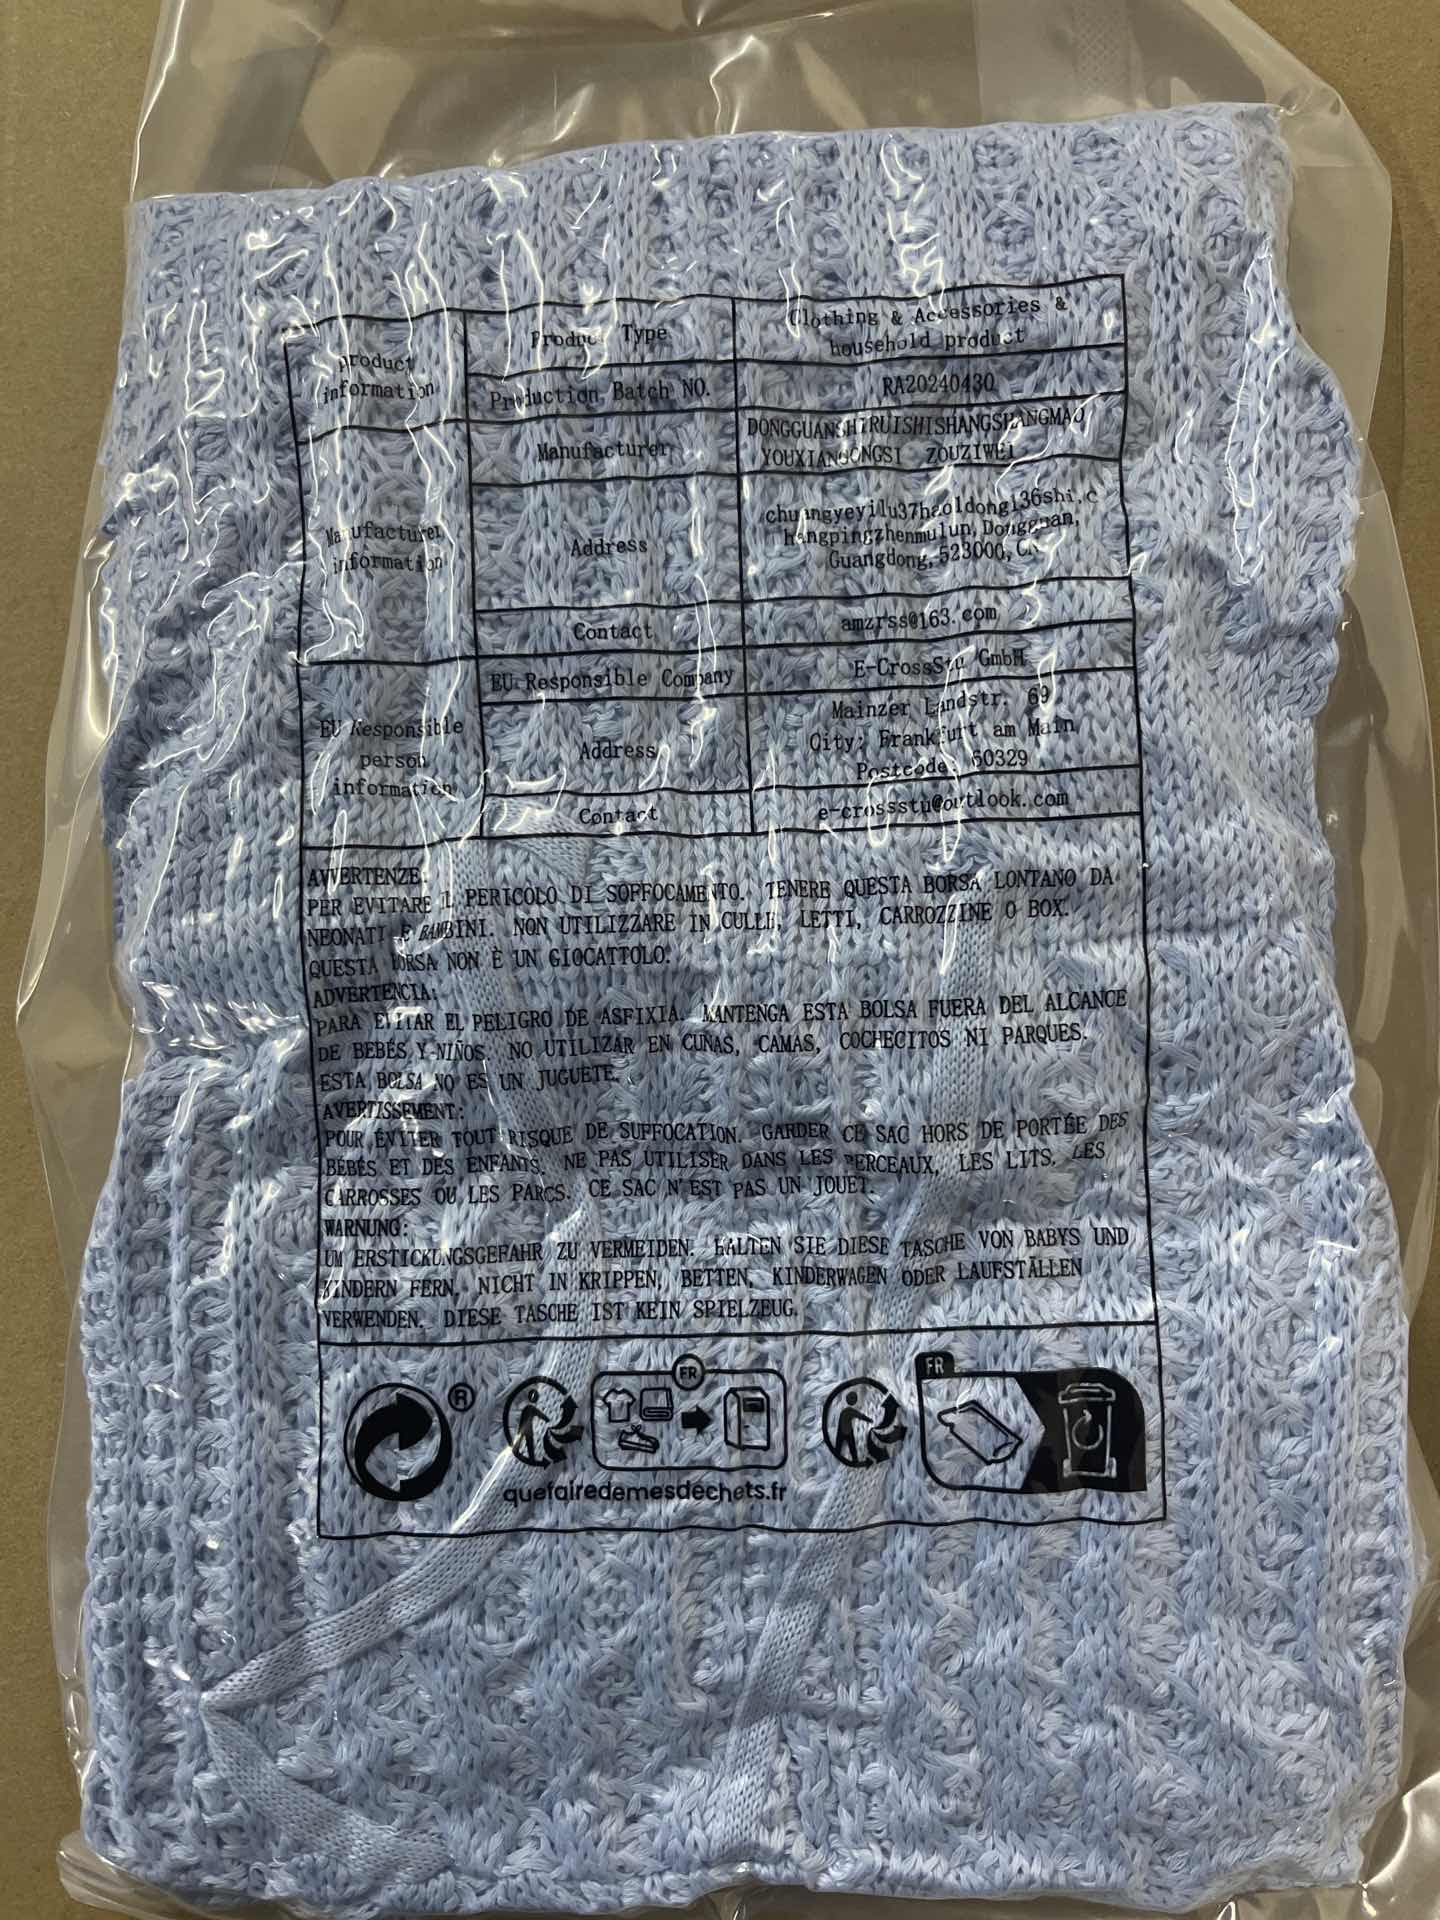 product
information
Product Type
Clothing & Accessories &
household product
Production Batch NO.
RA20240430
Manufacturer
information
Manufacturer
DONGGUANSHIRUISHISHANGSHANGMAO
YOUXIANGONGSI ZOUZIWEI
Address
chuangyeyilu37haoldongi36shi,c
hangpingzhenmulun, Dongguan,
Guangdong, 523000, CN
Contact
amzrss@163.com
EU Responsible
person
information
EU Responsible Company
E-CrossStu GmbH
Address
Mainzer Landstr. 69
City: Frankfurt am Main
Postcode: 60329
Contact
e-crossstu@outlook.com
AVVERTENZE:
PER EVITARE IL PERICOLO DI SOFFOCAMENTO. TENERE QUESTA BORSA LONTANO DA
NEONATI E BAMBINI. NON UTILIZZARE IN CULLE, LETTI, CARROZZINE O BOX.
QUESTA BORSA NON È UN GIOCATTOLO.
ADVERTENCIA:
PARA EVITAR EL PELIGRO DE ASFIXIA. MANTENGA ESTA BOLSA FUERA DEL ALCANCE
DE BEBÉS Y NIÑOS. NO UTILIZAR EN CUNAS, CAMAS, COCHECITOS NI PARQUES.
ESTA BOLSA NO ES UN JUGUETE.
AVERTISSEMENT:
POUR ÉVITER TOUT RISQUE DE SUFFOCATION. GARDER CE SAC HORS DE PORTÉE DES
BÉBÉS ET DES ENFANTS. NE PAS UTILISER DANS LES BERCEAUX, LES LITS, LES
CARROSSES OU LES PARCS. CE SAC N'EST PAS UN JOUET.
WARNUNG:
UM ERSTICKUNGSGEFAHR ZU VERMEIDEN. HALTEN SIE DIESE TASCHE VON BABYS UND
KINDERN FERN. NICHT IN KRIPPEN, BETTEN, KINDERWAGEN ODER LAUFSTÄLLEN
VERWENDEN. DIESE TASCHE IST KEIN SPIELZEUG.
®
FR
quefairedemesdéchets.fr
FR